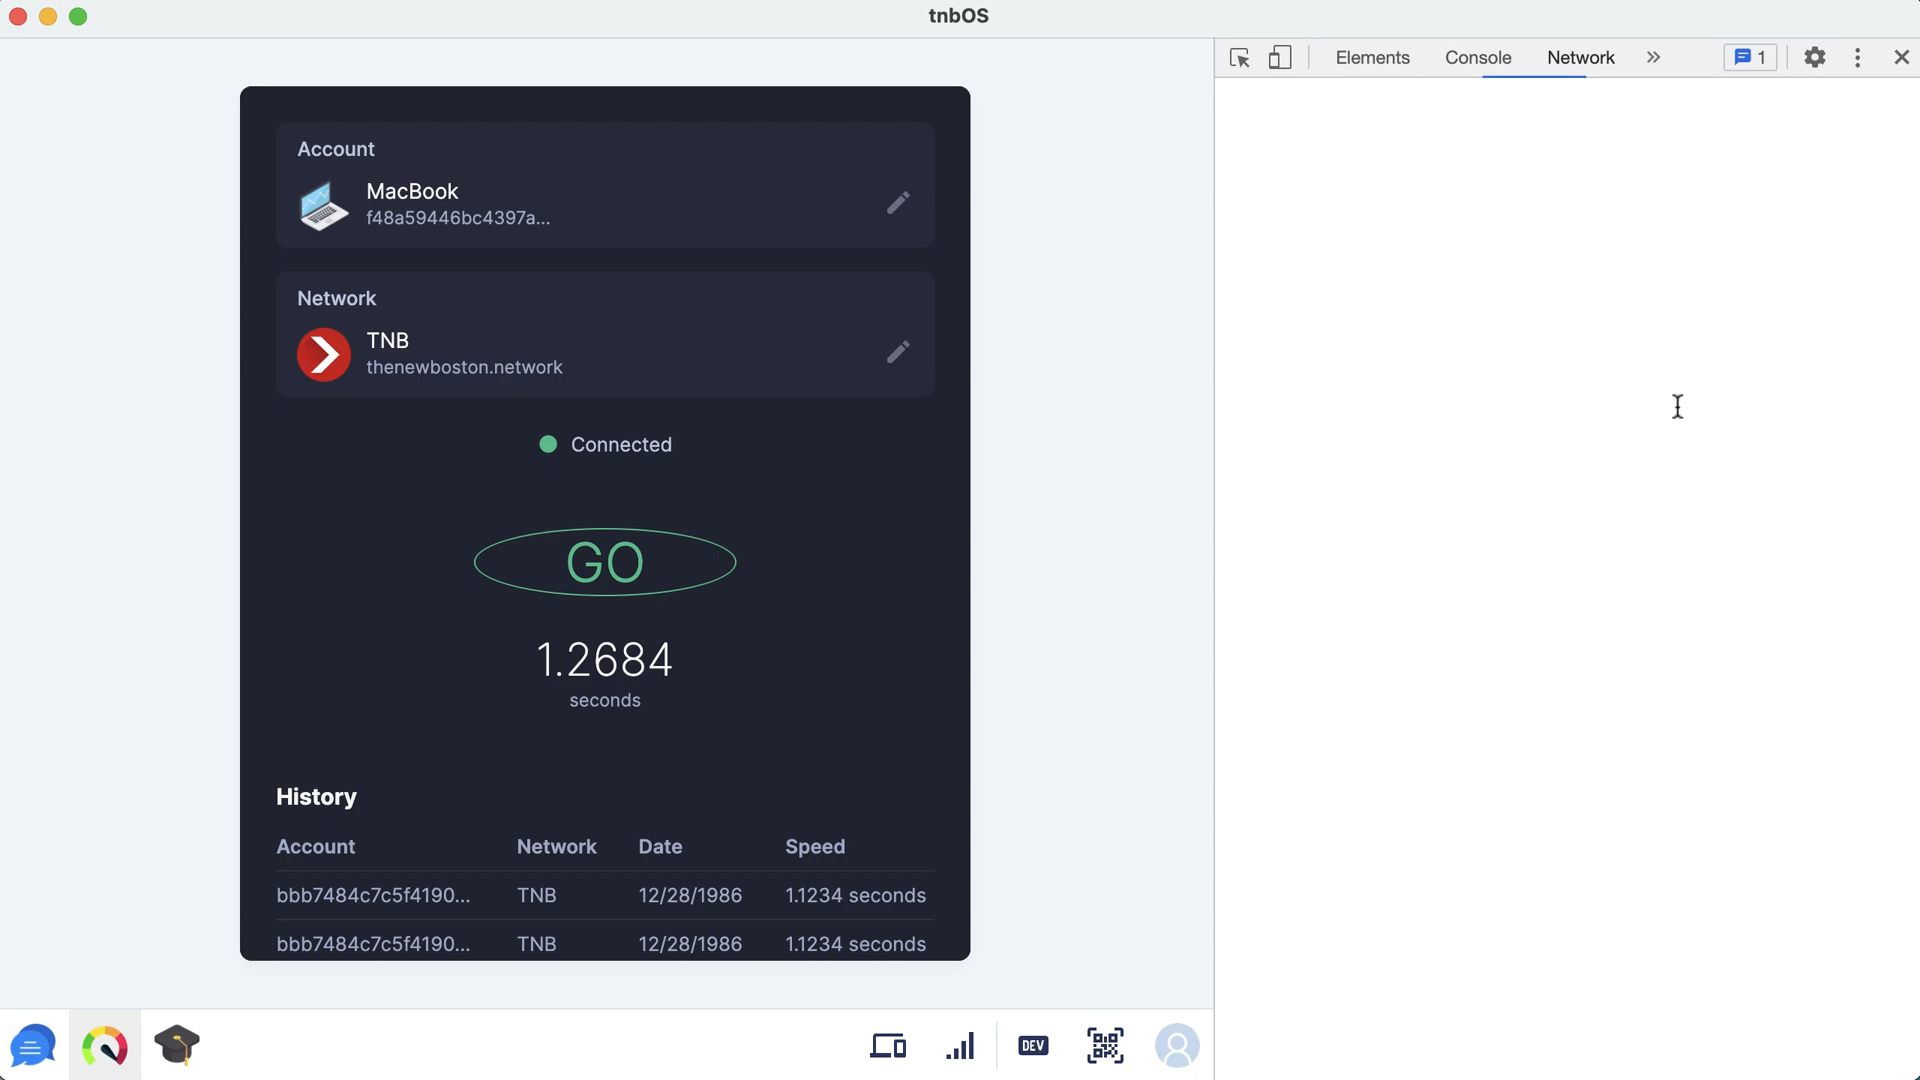 tnbOS
Elements Console Network 1
Account
MacBook
f48a59446bc4397a...
Network
TNB
thenewboston.network
Connected
GO
1.2684
seconds
History
Account Network Date Speed
bbb7484c7c5f4190... TNB 12/28/1986 1.1234 seconds
bbb7484c7c5f4190... TNB 12/28/1986 1.1234 seconds
DEV